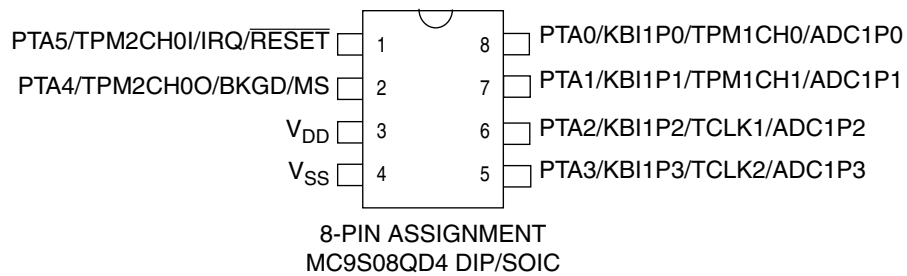 PTA5/TPM2CH0I/IRQ/RESET 1 8 PTA0/KBI1P0/TPM1CH0/ADC1P0
PTA4/TPM2CH0O/BKGD/MS 2 7 PTA1/KBI1P1/TPM1CH1/ADC1P1
VDD 3 6 PTA2/KBI1P2/TCLK1/ADC1P2
VSS 4 5 PTA3/KBI1P3/TCLK2/ADC1P3
8-PIN ASSIGNMENT
MC9S08QD4 DIP/SOIC